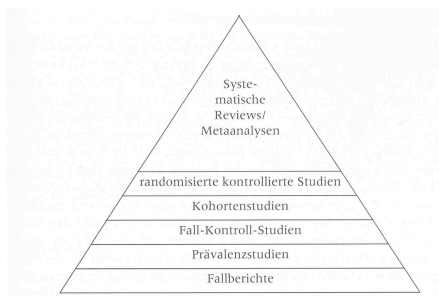 Syste-
matische
Reviews/
Metaanalysen
randomisierte kontrollierte Studien
Kohortenstudien
Fall-Kontroll-Studien
Prävalenzstudien
Fallberichte